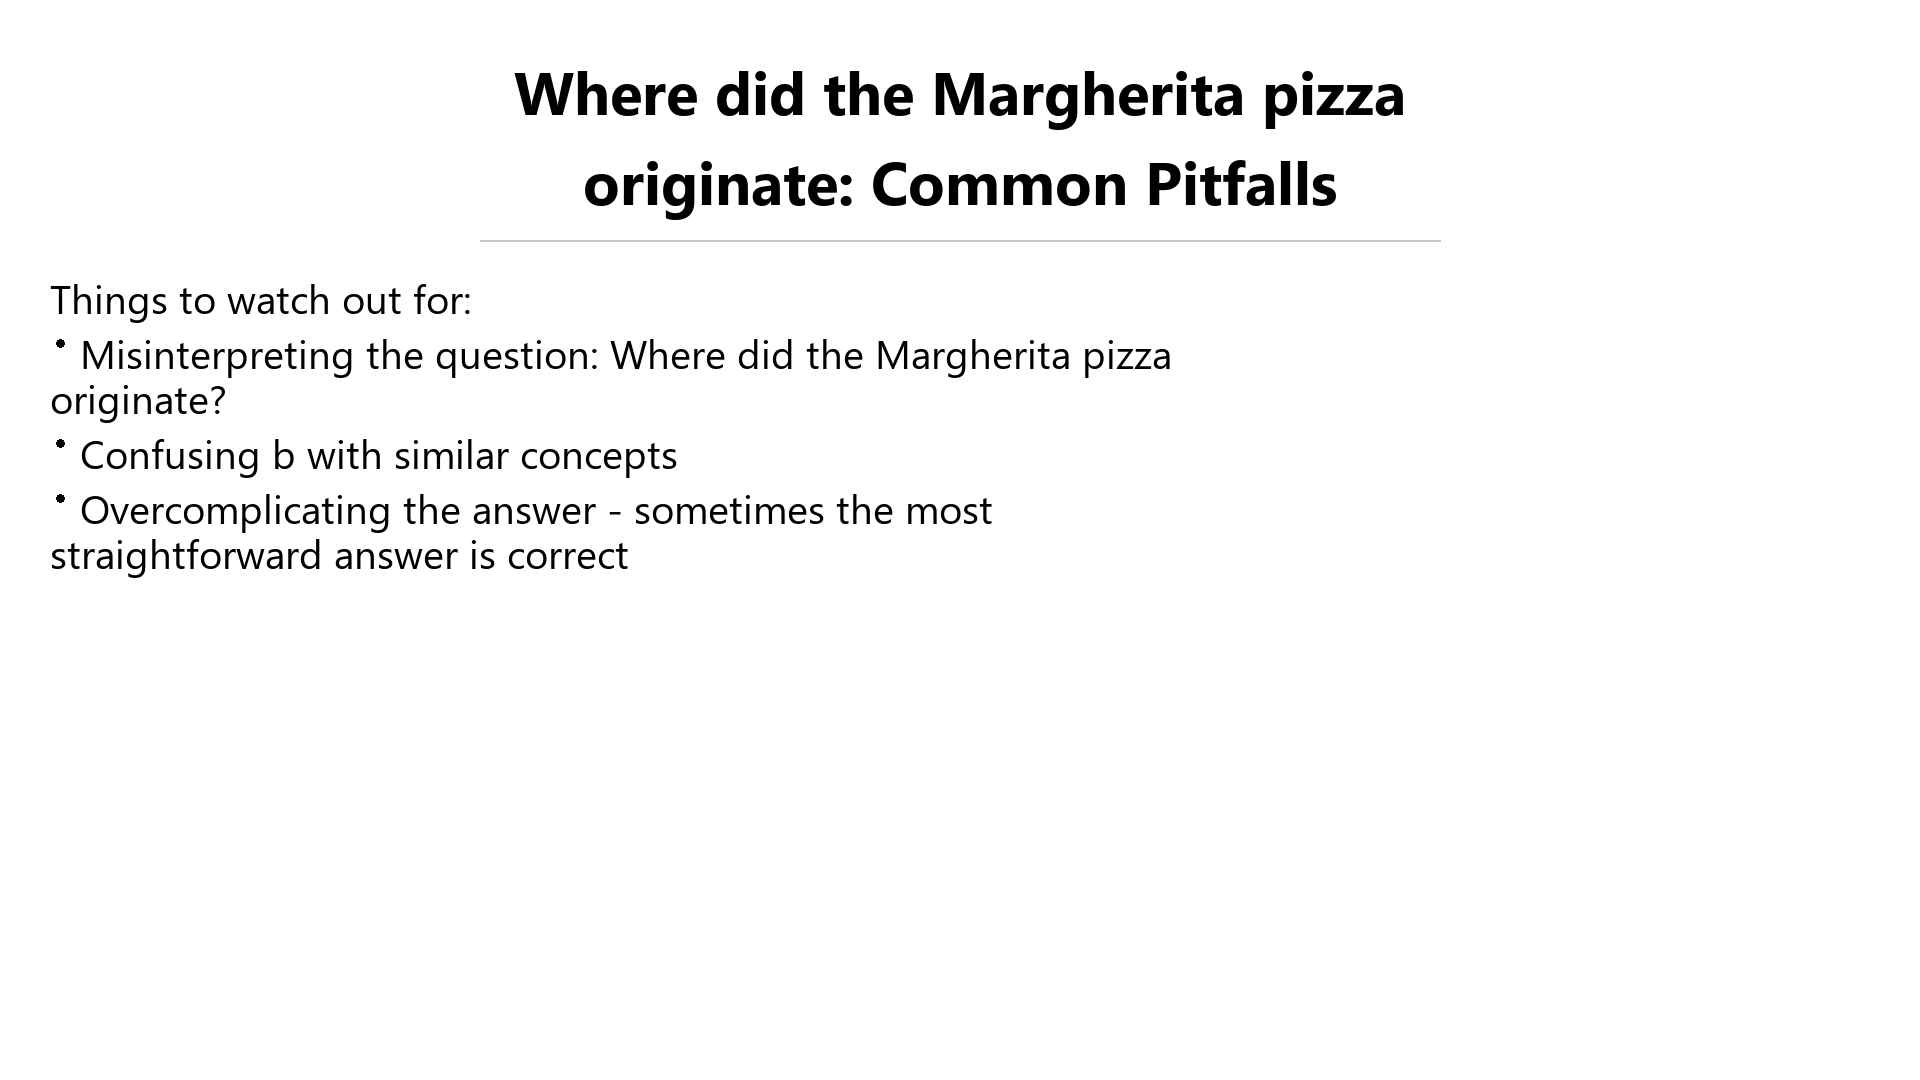 Where did the Margherita pizza
originate: Common Pitfalls
Things to watch out for:
• Misinterpreting the question: Where did the Margherita pizza
originate?
• Confusing b with similar concepts
• Overcomplicating the answer - sometimes the most
straightforward answer is correct